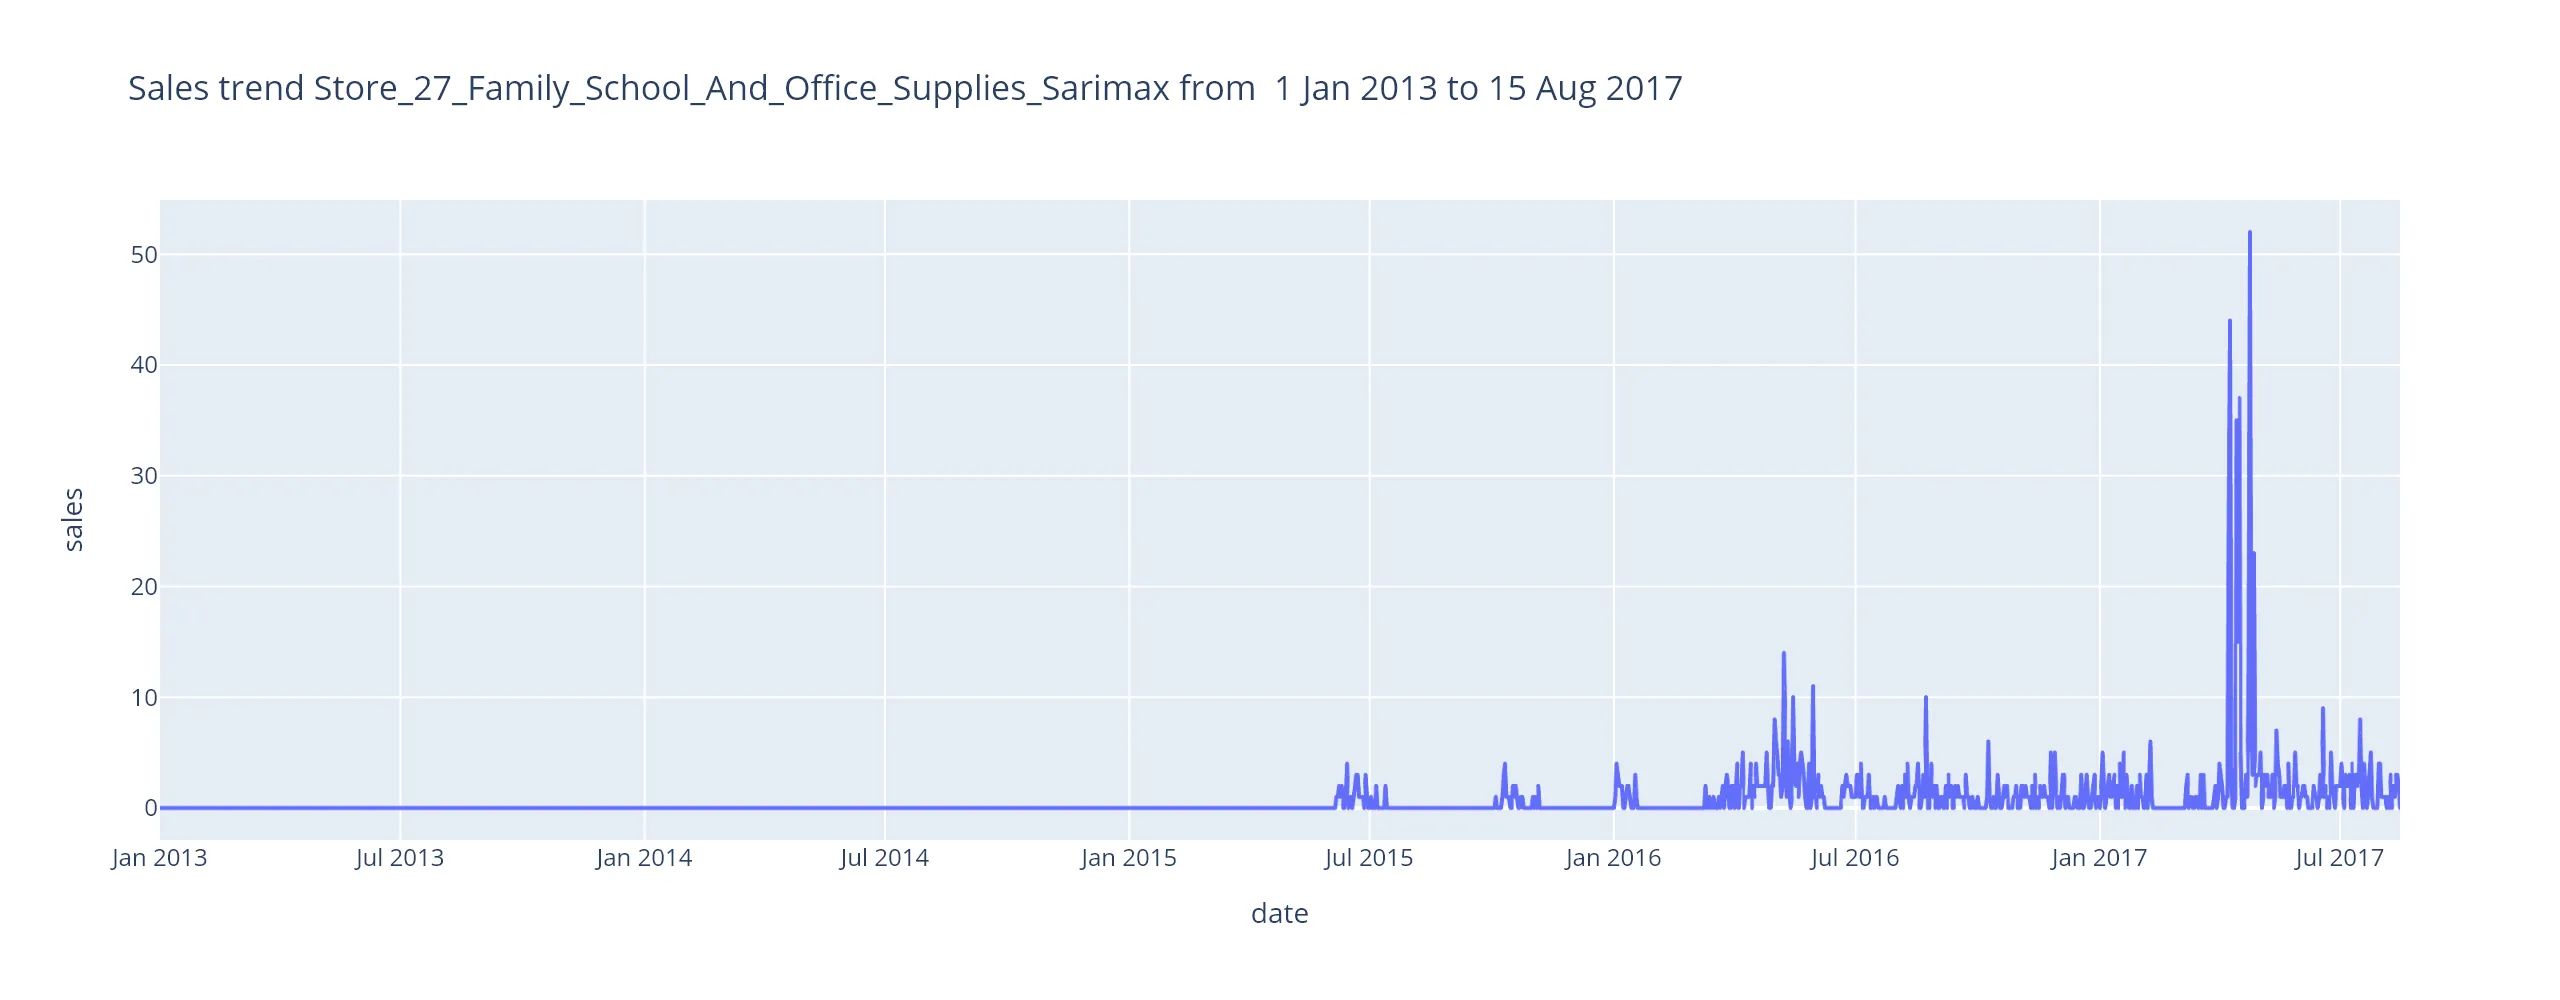 Sales trend Store_27_Family_School_And_Office_Supplies_Sarimax from  1 Jan 2013 to 15 Aug 2017
50
40
30
20
10
0
sales
Jan 2013 Jul 2013 Jan 2014 Jul 2014 Jan 2015 Jul 2015 Jan 2016 Jul 2016 Jan 2017 Jul 2017
date